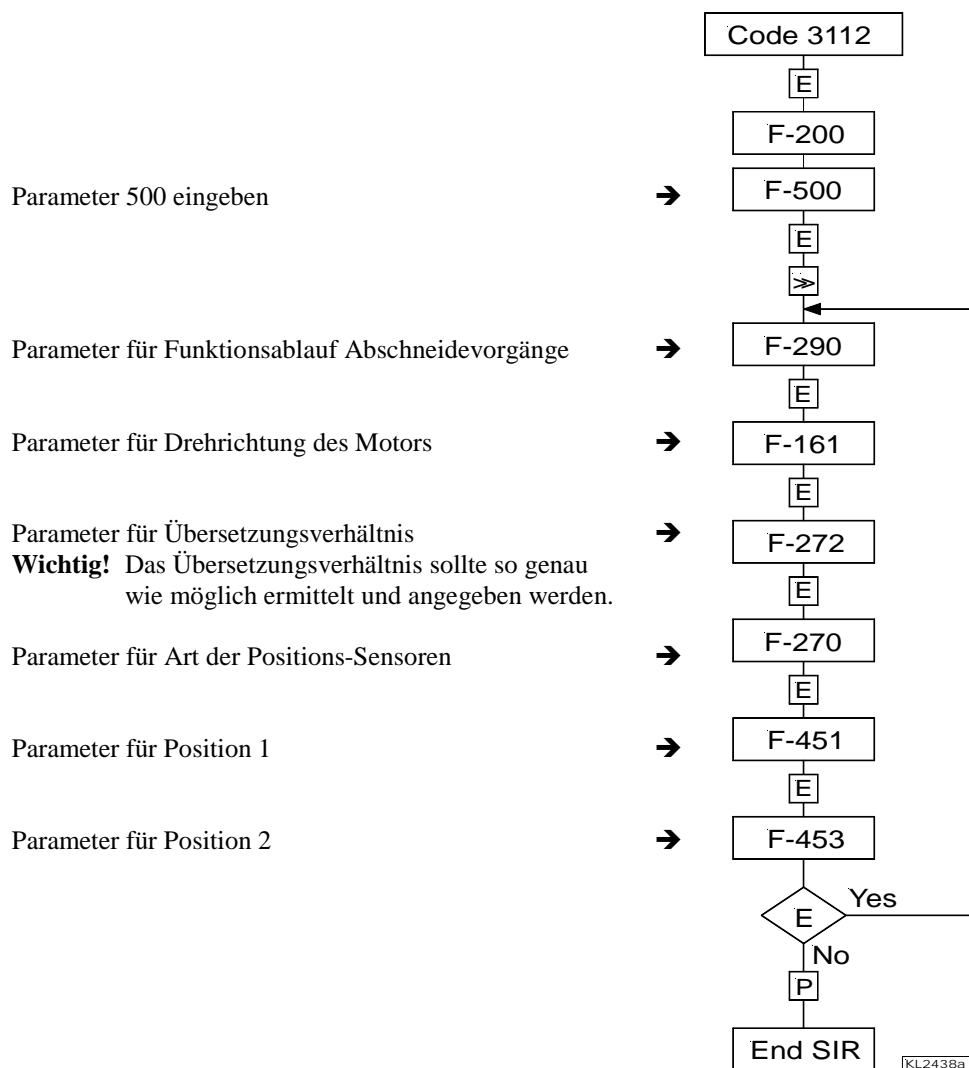 Code 3112
E
F-200
Parameter 500 eingeben ➔ F-500
E
≫
Parameter für Funktionsablauf Abschneidevorgänge ➔ F-290
E
Parameter für Drehrichtung des Motors ➔ F-161
E
Parameter für Übersetzungsverhältnis ➔ F-272
Wichtig! Das Übersetzungsverhältnis sollte so genau
wie möglich ermittelt und angegeben werden.
E
Parameter für Art der Positions-Sensoren ➔ F-270
E
Parameter für Position 1 ➔ F-451
E
Parameter für Position 2 ➔ F-453
E Yes
No
P
End SIR
KL2438a